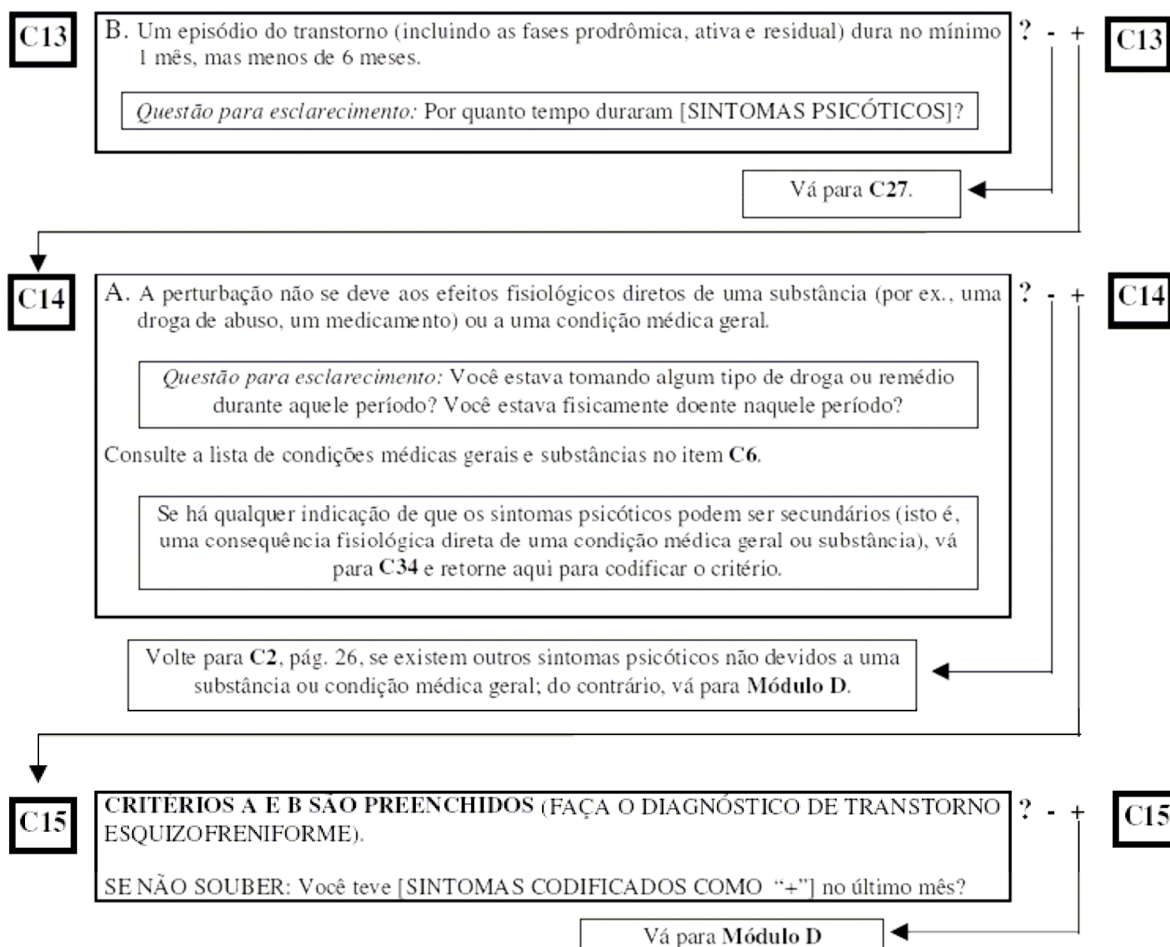 C13
B. Um episódio do transtorno (incluindo as fases prodrômica, ativa e residual) dura no mínimo
1 mês, mas menos de 6 meses.
? - +
C13
Questão para esclarecimento: Por quanto tempo duraram [SINTOMAS PSICÓTICOS]?
Vá para C27.
C14
A. A perturbação não se deve aos efeitos fisiológicos diretos de uma substância (por ex., uma
droga de abuso, um medicamento) ou a uma condição médica geral.
? - +
C14
Questão para esclarecimento: Você estava tomando algum tipo de droga ou remédio
durante aquele período? Você estava fisicamente doente naquele período?
Consulte a lista de condições médicas gerais e substâncias no item C6.
Se há qualquer indicação de que os sintomas psicóticos podem ser secundários (isto é,
uma consequência fisiológica direta de uma condição médica geral ou substância), vá
para C34 e retorne aqui para codificar o critério.
Volte para C2, pág. 26, se existem outros sintomas psicóticos não devidos a uma
substância ou condição médica geral; do contrário, vá para Módulo D.
C15
CRITÉRIOS A E B SÃO PREENCHIDOS (FAÇA O DIAGNÓSTICO DE TRANSTORNO
ESQUIZOFRENIFORME).
? - +
C15
SE NÃO SOUBER: Você teve [SINTOMAS CODIFICADOS COMO “+”] no último mês?
Vá para Módulo D